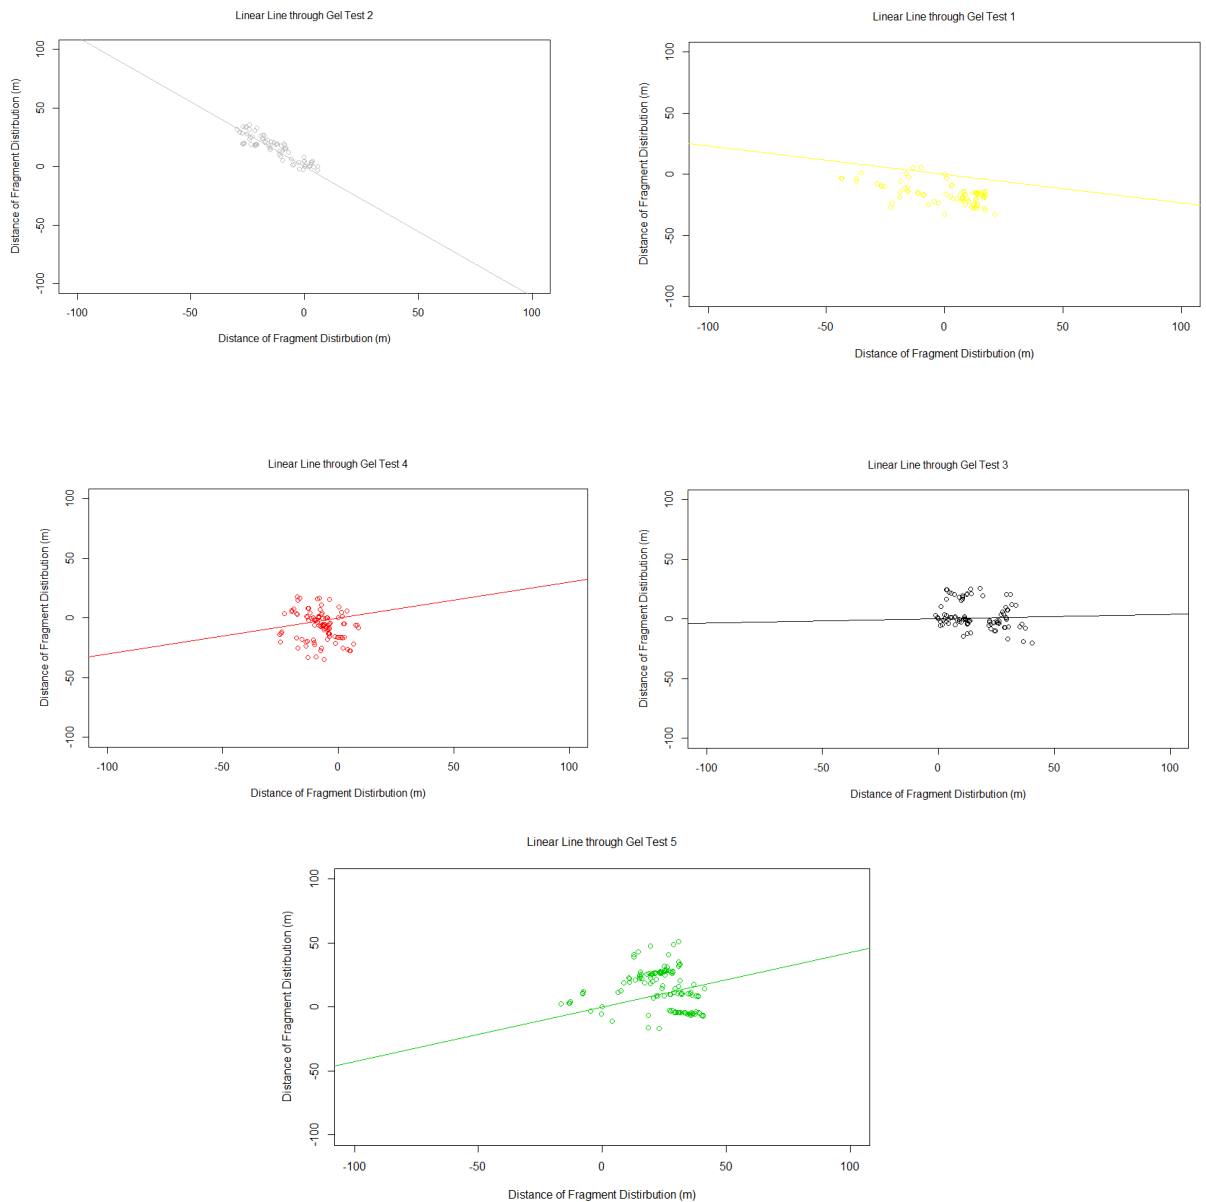 Linear Line through Gel Test 2
Distance of Fragment Distirbution (m)
-100 -50 0 50 100
-100 -50 0 50 100
Distance of Fragment Distirbution (m)
Linear Line through Gel Test 1
Distance of Fragment Distirbution (m)
-100 -50 0 50 100
-100 -50 0 50 100
Distance of Fragment Distirbution (m)
Linear Line through Gel Test 4
Distance of Fragment Distirbution (m)
-100 -50 0 50 100
-100 -50 0 50 100
Distance of Fragment Distirbution (m)
Linear Line through Gel Test 3
Distance of Fragment Distirbution (m)
-100 -50 0 50 100
-100 -50 0 50 100
Distance of Fragment Distirbution (m)
Linear Line through Gel Test 5
Distance of Fragment Distirbution (m)
-100 -50 0 50 100
-100 -50 0 50 100
Distance of Fragment Distirbution (m)